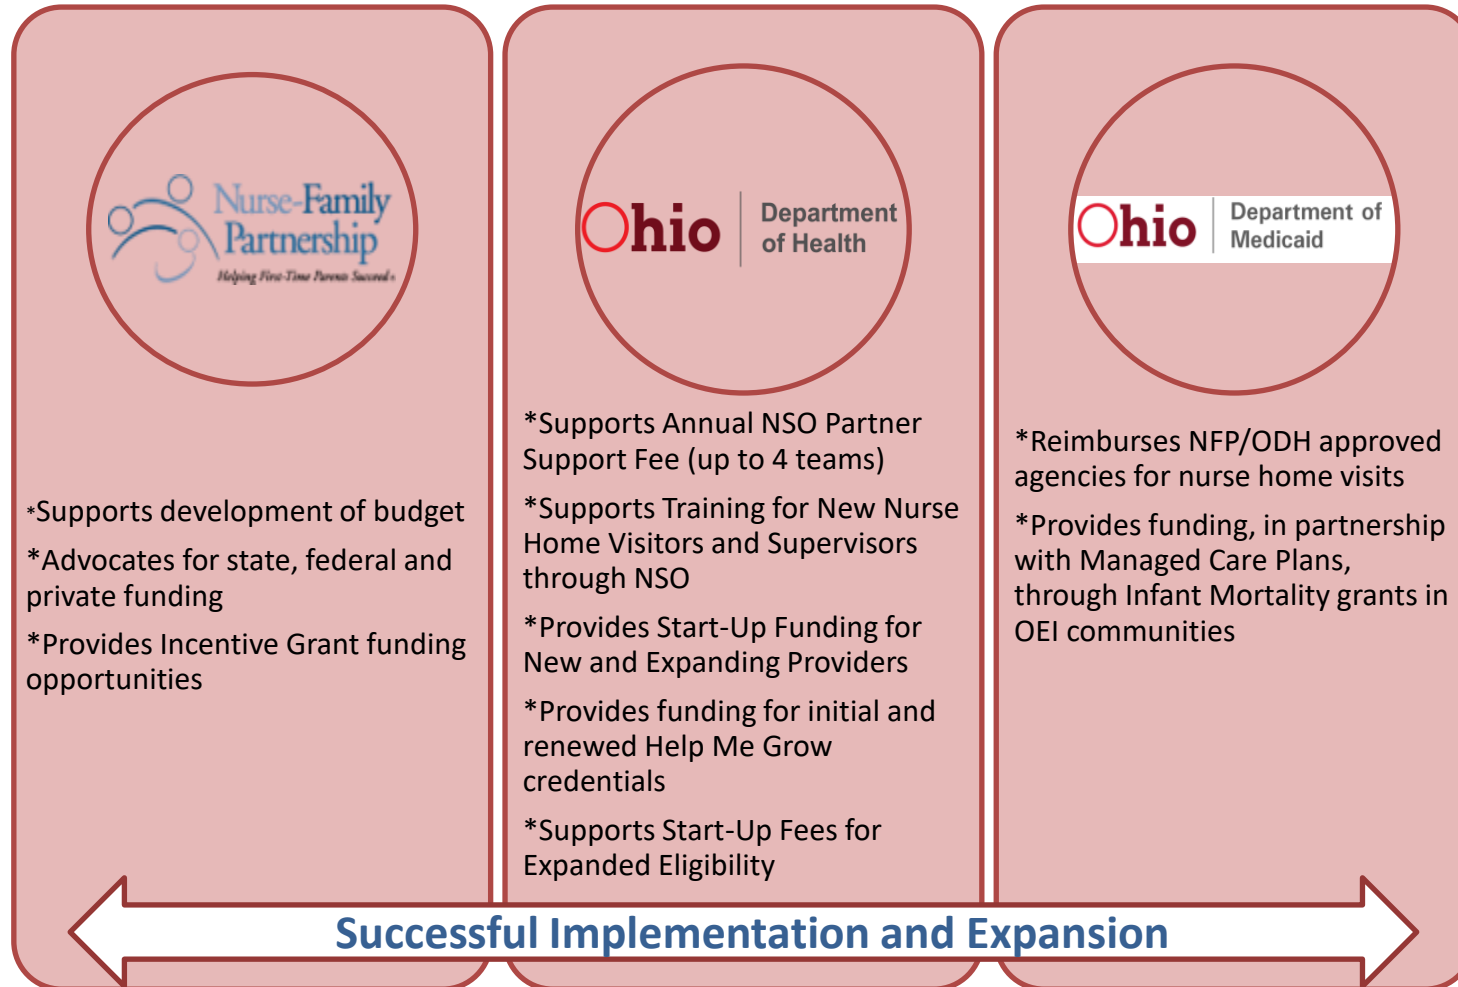 Nurse-Family
Partnership
Helping First-Time Parents Succeed
*Supports development of budget
*Advocates for state, federal and
private funding
*Provides Incentive Grant funding
opportunities
Ohio
Department
of Health
*Supports Annual NSO Partner
Support Fee (up to 4 teams)
*Supports Training for New Nurse
Home Visitors and Supervisors
through NSO
*Provides Start-Up Funding for
New and Expanding Providers
*Provides funding for initial and
renewed Help Me Grow
credentials
*Supports Start-Up Fees for
Expanded Eligibility
Ohio
Department of
Medicaid
*Reimburses NFP/ODH approved
agencies for nurse home visits
*Provides funding, in partnership
with Managed Care Plans,
through Infant Mortality grants in
OEI communities
Successful Implementation and Expansion